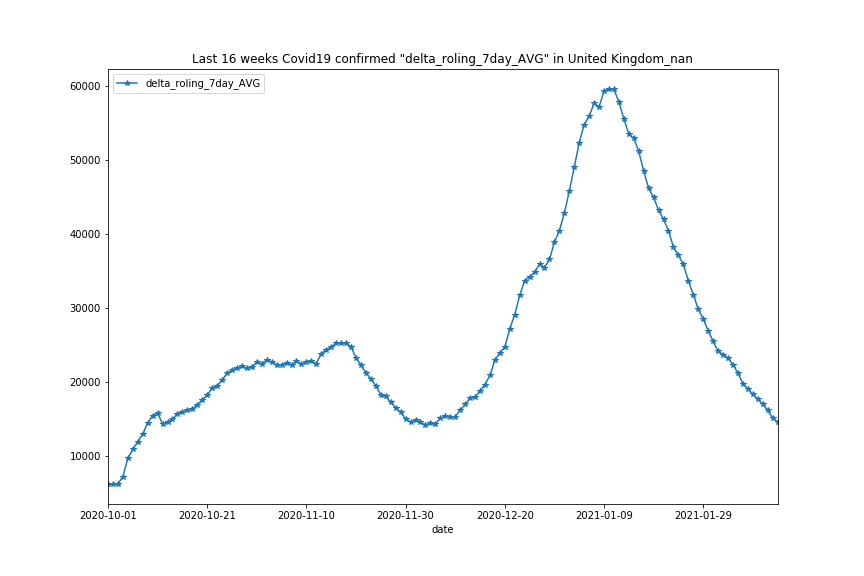 Last 16 weeks Covid19 confirmed "delta_roling_7day_AVG" in United Kingdom_nan
delta_roling_7day_AVG
60000
50000
40000
30000
20000
10000
2020-10-01 2020-10-21 2020-11-10 2020-11-30 2020-12-20 2021-01-09 2021-01-29
date